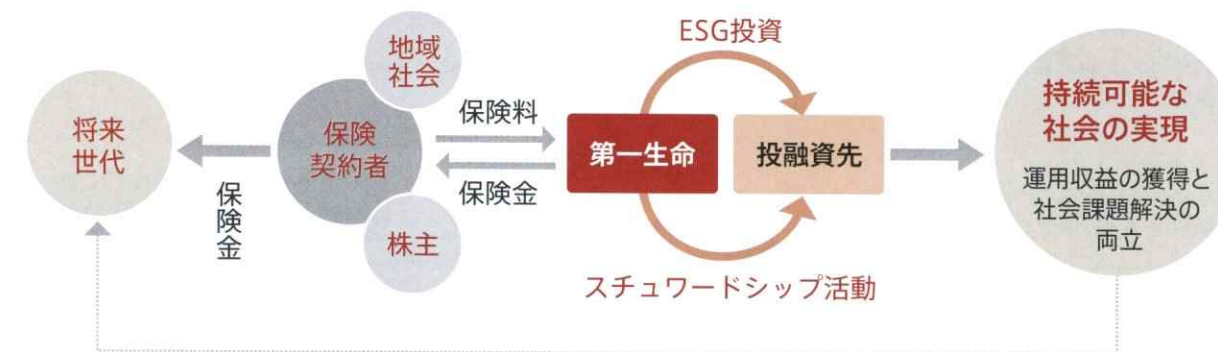 将来
世代
保険金
地域
社会
保険
契約者
株主
保険料
保険金
ESG投資
第一生命
投融資先
スチュワードシップ活動
持続可能な
社会の実現
運用収益の獲得と
社会課題解決の
両立